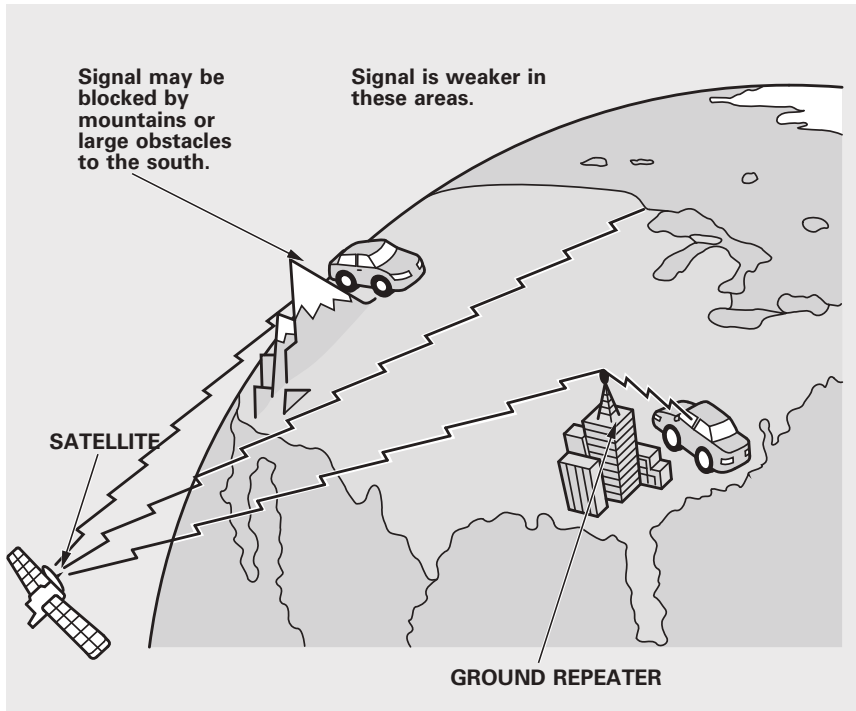 Signal may be
blocked by
mountains or
large obstacles
to the south.
Signal is weaker in
these areas.
SATELLITE
GROUND REPEATER